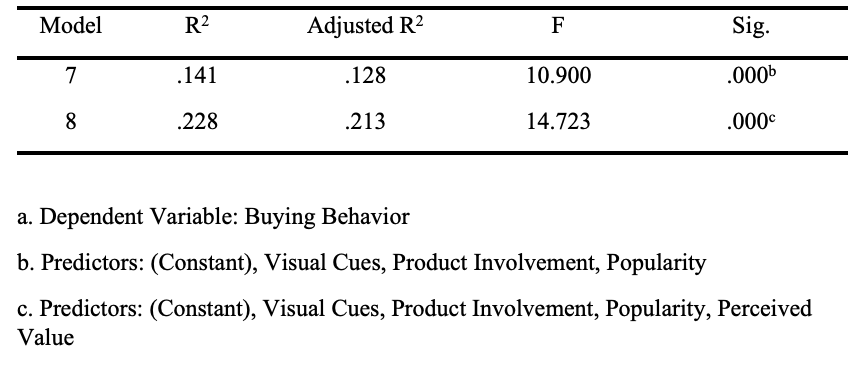 Model R² Adjusted R² F Sig.
7 .141 .128 10.900 .000ᵇ
8 .228 .213 14.723 .000ᶜ
a. Dependent Variable: Buying Behavior
b. Predictors: (Constant), Visual Cues, Product Involvement, Popularity
c. Predictors: (Constant), Visual Cues, Product Involvement, Popularity, Perceived
Value